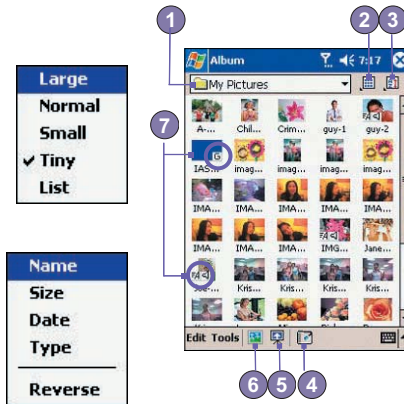 1
2
3
Album
7:17
My Pictures
Large
Normal
Small
Tiny
List
7
A-...
Chil...
Crim...
guy-1
guy-2
G
IAS...
imag...
imag...
imag...
imag...
IMA...
IMA...
IMA...
IMA...
IMA...
IMA...
IMA...
IMA...
IMG...
Jane...
Kris...
Kris...
Kris...
Kris...
Name
Size
Date
Type
Reverse
Edit Tools
6
5
4